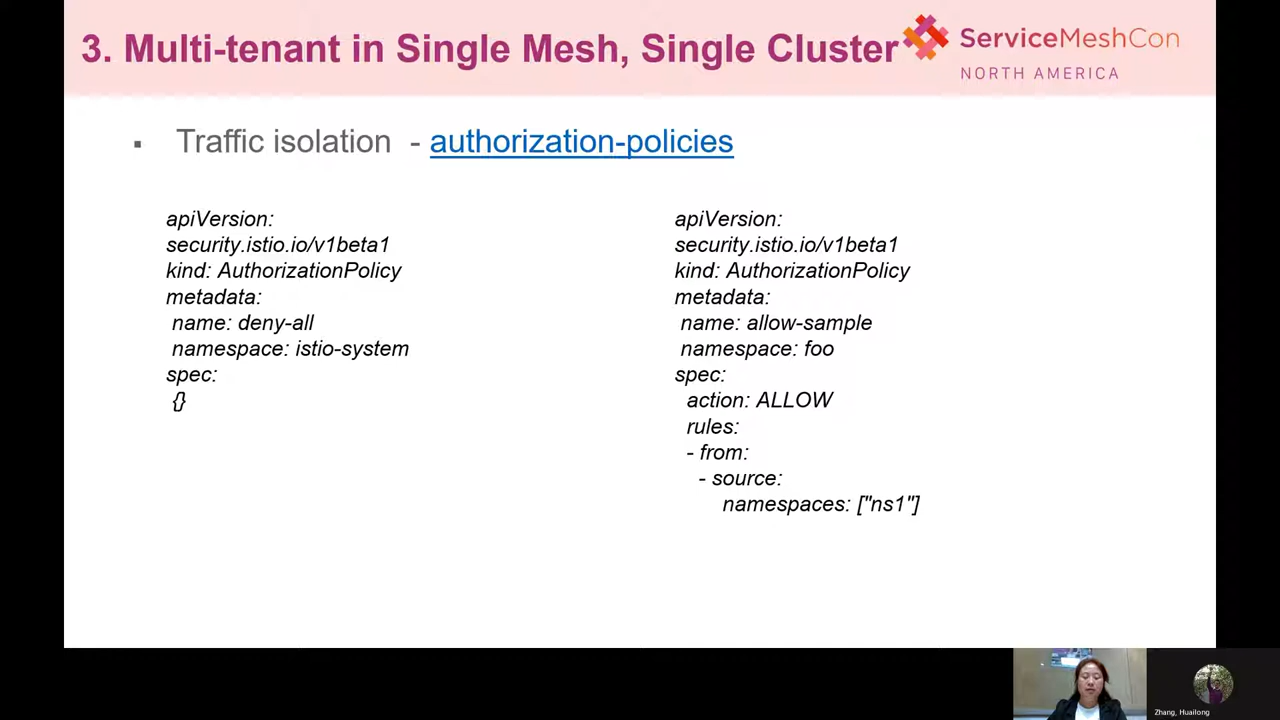 3. Multi-tenant in Single Mesh, Single Cluster
ServiceMeshCon
NORTH AMERICA
▪ Traffic isolation - authorization-policies
apiVersion:
security.istio.io/v1beta1
kind: AuthorizationPolicy
metadata:
name: deny-all
namespace: istio-system
spec:
{}
apiVersion:
security.istio.io/v1beta1
kind: AuthorizationPolicy
metadata:
name: allow-sample
namespace: foo
spec:
action: ALLOW
rules:
- from:
- source:
namespaces: ["ns1"]
Zhang, Huailong